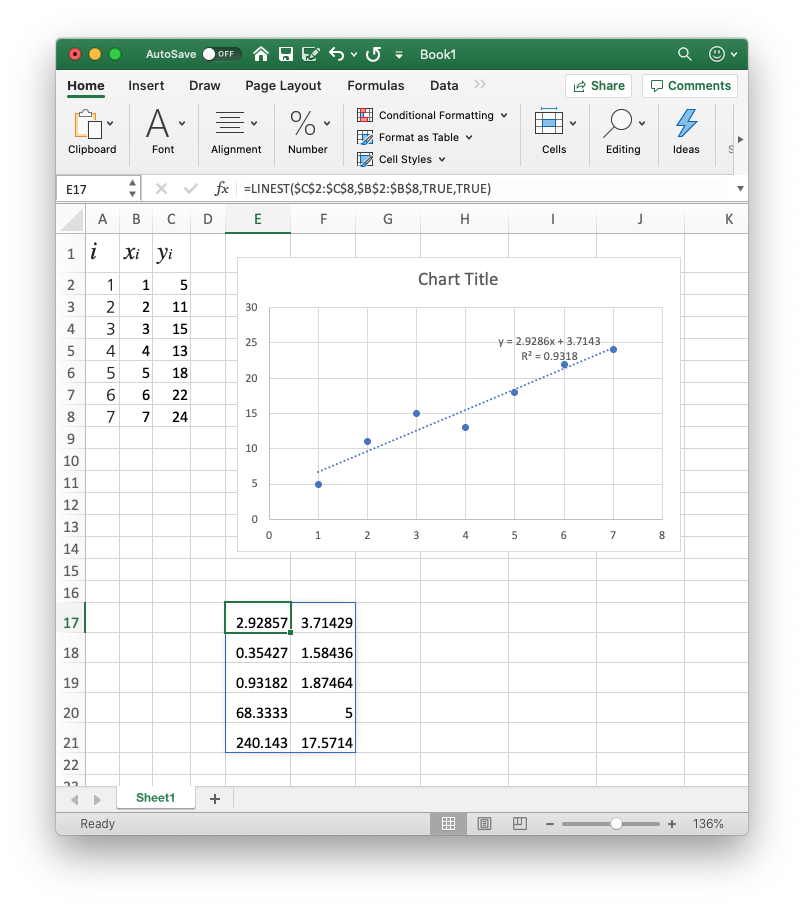 AutoSave OFF Book1
Home Insert Draw Page Layout Formulas Data Share Comments
Clipboard Font Alignment Number Conditional Formatting Format as Table Cell Styles Cells Editing Ideas
E17 fx =LINEST($C$2:$C$8,$B$2:$B$8,TRUE,TRUE)
A B C D E F G H I J K
1 i xi yi
2 1 1 5
3 2 2 11
4 3 3 15
5 4 4 13
6 5 5 18
7 6 6 22
8 7 7 24
9
10
11
12
13
14
15
16
Chart Title
30
25
20
15
10
5
0
0 1 2 3 4 5 6 7 8
y = 2.9286x + 3.7143
R² = 0.9318
17 2.92857 3.71429
18 0.35427 1.58436
19 0.93182 1.87464
20 68.3333 5
21 240.143 17.5714
22
Sheet1 +
Ready 136%